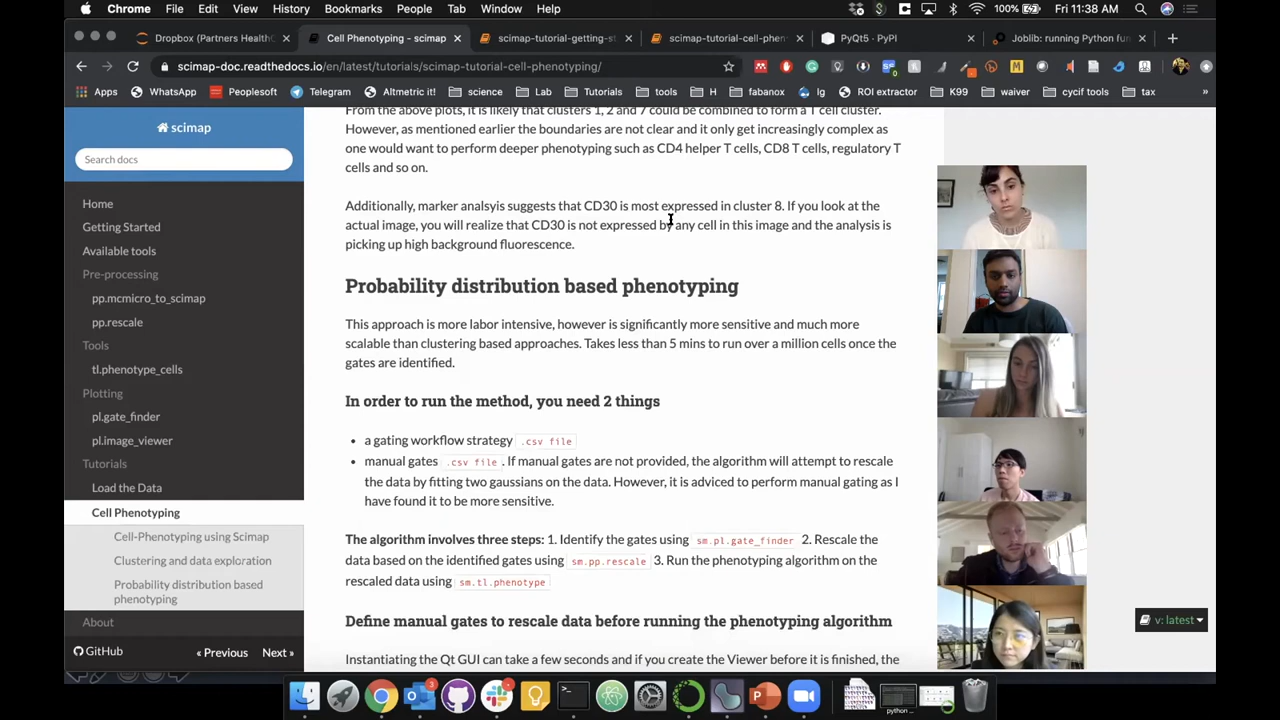 Chrome File Edit View History Bookmarks People Tab Window Help 100% Fri 11:38 AM
Dropbox (Partners HealthC Cell Phenotyping - scimap scimap-tutorial-getting-st scimap-tutorial-cell-phen PyQt5 · PyPI Joblib: running Python fun
scimap-doc.readthedocs.io/en/latest/tutorials/scimap-tutorial-cell-phenotyping/
Apps WhatsApp Peoplesoft Telegram Altmetric it! science Lab Tutorials tools H fabanox Ig ROI extractor K99 waiver cycif tools tax
scimap
Search docs
Home
Getting Started
Available tools
Pre-processing
pp.mcmicro_to_scimap
pp.rescale
Tools
tl.phenotype_cells
Plotting
pl.gate_finder
pl.image_viewer
Tutorials
Load the Data
Cell Phenotyping
Cell-Phenotyping using Scimap
Clustering and data exploration
Probability distribution based
phenotyping
About
GitHub « Previous Next »
From the above plots, it is likely that clusters 1, 2 and 7 could be combined to form a T cell cluster.
However, as mentioned earlier the boundaries are not clear and it only get increasingly complex as
one would want to perform deeper phenotyping such as CD4 helper T cells, CD8 T cells, regulatory T
cells and so on.
Additionally, marker analsyis suggests that CD30 is most expressed in cluster 8. If you look at the
actual image, you will realize that CD30 is not expressed by any cell in this image and the analysis is
picking up high background fluorescence.
Probability distribution based phenotyping
This approach is more labor intensive, however is significantly more sensitive and much more
scalable than clustering based approaches. Takes less than 5 mins to run over a million cells once the
gates are identified.
In order to run the method, you need 2 things
• a gating workflow strategy .csv file
• manual gates .csv file . If manual gates are not provided, the algorithm will attempt to rescale
the data by fitting two gaussians on the data. However, it is adviced to perform manual gating as I
have found it to be more sensitive.
The algorithm involves three steps: 1. Identify the gates using sm.pl.gate_finder 2. Rescale the
data based on the identified gates using sm.pp.rescale 3. Run the phenotyping algorithm on the
rescaled data using sm.tl.phenotype
Define manual gates to rescale data before running the phenotyping algorithm
Instantiating the Qt GUI can take a few seconds and if you create the Viewer before it is finished, the
v: latest
python ...